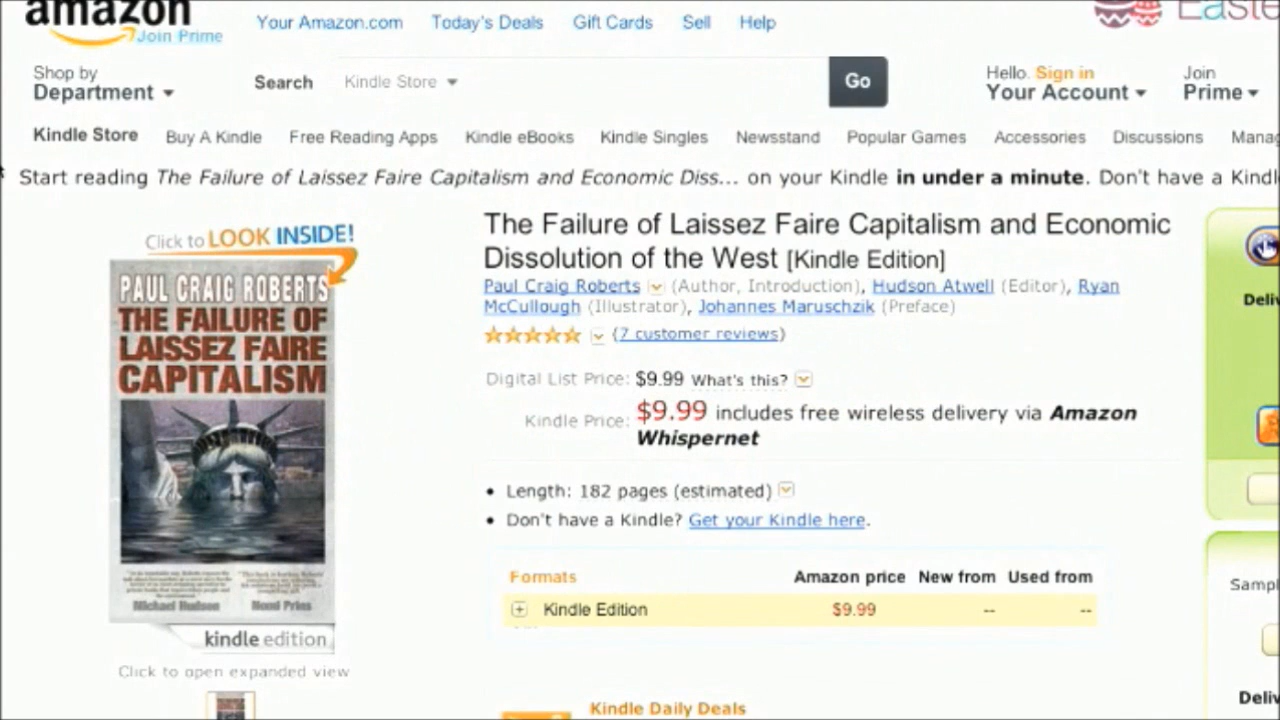 amazon
Join Prime
Your Amazon.com Today's Deals Gift Cards Sell Help
Shop by
Department
Search Kindle Store Go
Hello. Sign in
Your Account
Join
Prime
Kindle Store Buy A Kindle Free Reading Apps Kindle eBooks Kindle Singles Newsstand Popular Games Accessories Discussions Manag
Start reading The Failure of Laissez Faire Capitalism and Economic Diss... on your Kindle in under a minute. Don't have a Kindl
Click to LOOK INSIDE!
PAUL CRAIG ROBERTS
THE FAILURE OF
LAISSEZ FAIRE
CAPITALISM
Michael Hudson Nomi Prins
kindle edition
Click to open expanded view
The Failure of Laissez Faire Capitalism and Economic
Dissolution of the West [Kindle Edition]
Paul Craig Roberts (Author, Introduction), Hudson Atwell (Editor), Ryan
McCullough (Illustrator), Johannes Maruschzik (Preface)
(7 customer reviews)
Digital List Price: $9.99 What's this?
Kindle Price: $9.99 includes free wireless delivery via Amazon
Whispernet
• Length: 182 pages (estimated)
• Don't have a Kindle? Get your Kindle here.
Formats Amazon price New from Used from
Kindle Edition $9.99 -- --
Kindle Daily Deals
Easte
Deliv
Samp
Deliv